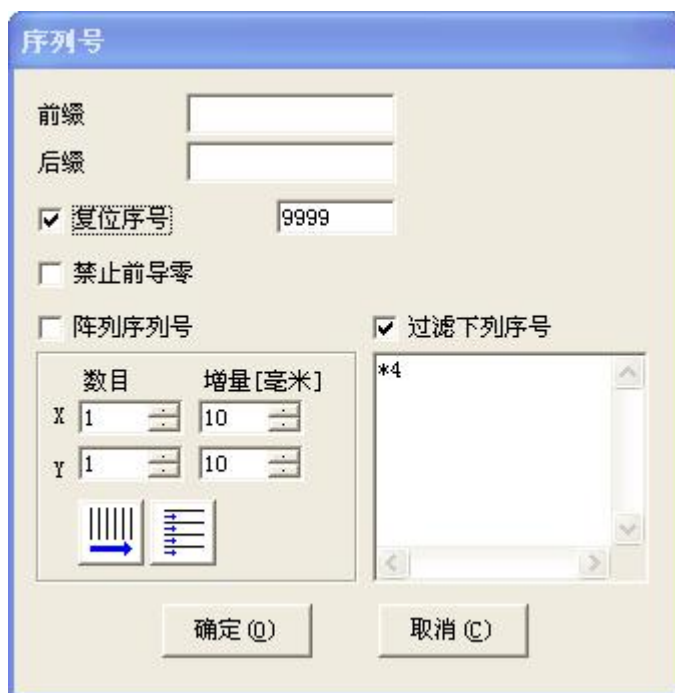 序列号
前缀
后缀
复位序号 9999
禁止前导零
阵列序列号
过滤下列序号
数目 增量[毫米]
X 1 10
Y 1 10
*4
确定(O) 取消(C)